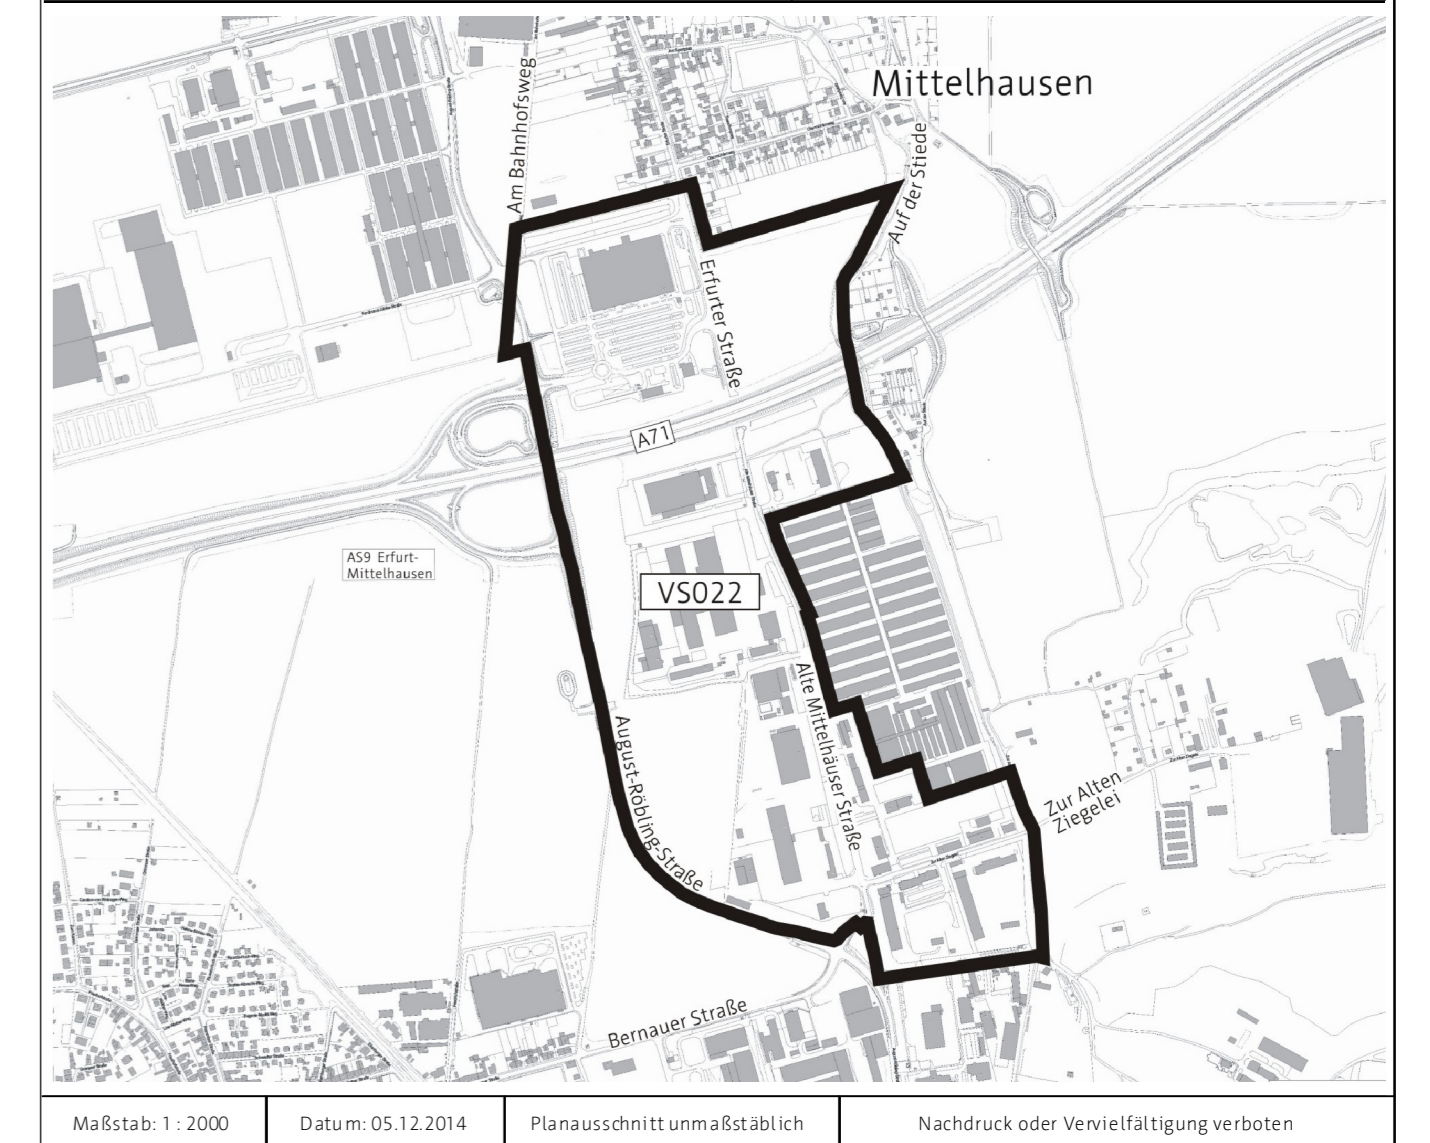 Mittelhausen
Am Bahnhofsweg
Auf der Stiede
Erfurter Straße
A71
AS9 Erfurt-
Mittelhausen
VS022
Alte Mittelhäuser Straße
August-Röbling-Straße
Zur Alten
Ziegelei
Bernauer Straße
Maßstab: 1 : 2000
Datum: 05.12.2014
Planausschnitt unmaßstäblich
Nachdruck oder Vervielfältigung verboten